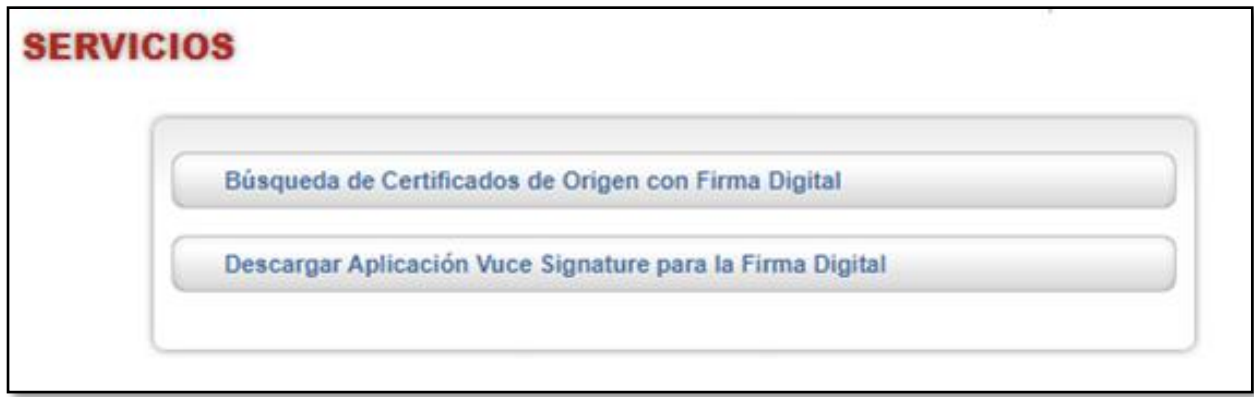 SERVICIOS
Búsqueda de Certificados de Origen con Firma Digital
Descargar Aplicación Vuce Signature para la Firma Digital